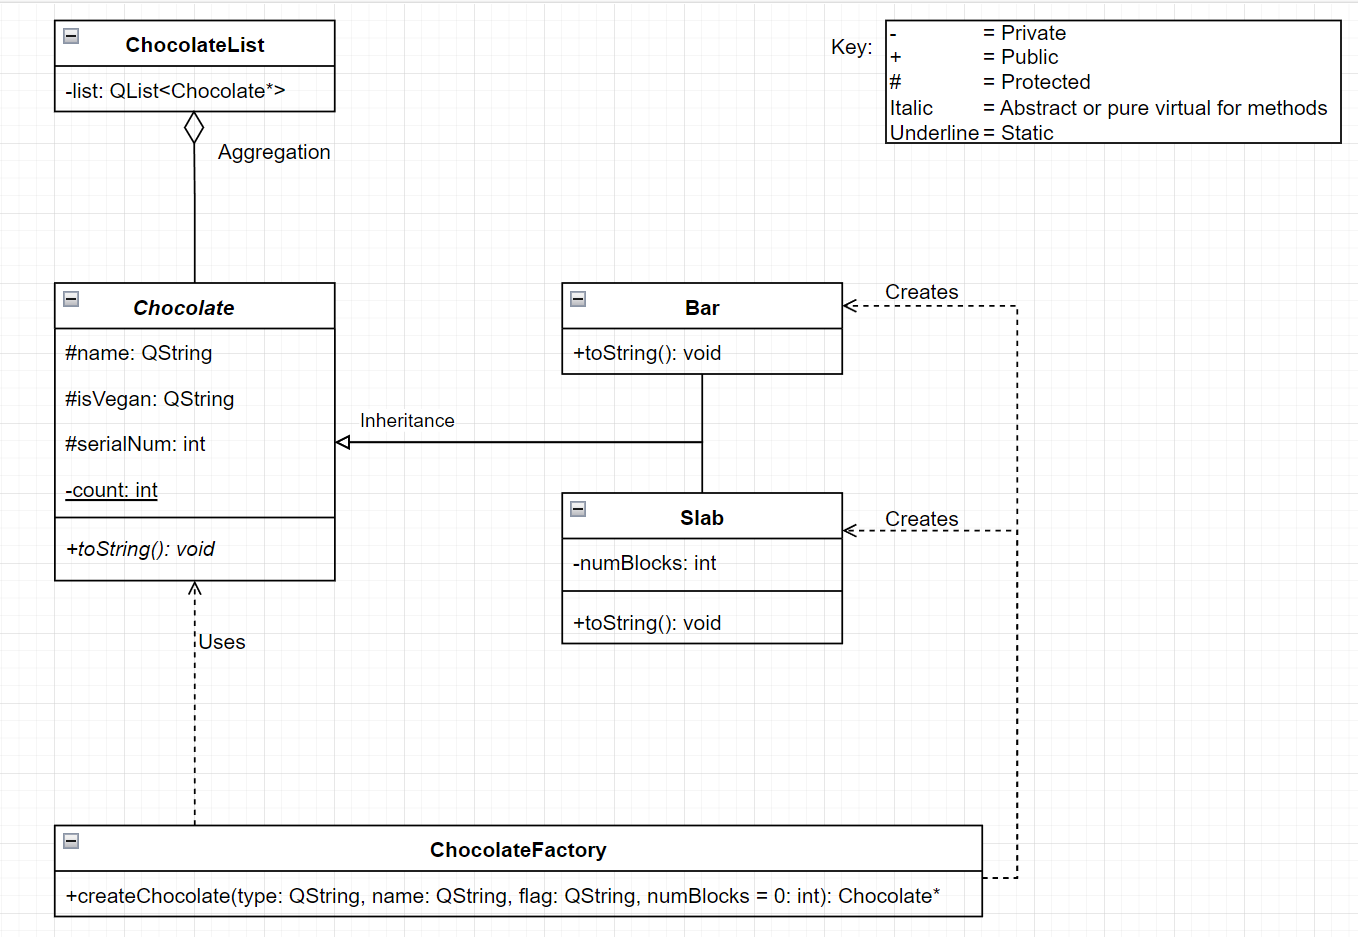 ChocolateList
-list: QList<Chocolate*>
Aggregation
Key:
- = Private
+ = Public
# = Protected
Italic = Abstract or pure virtual for methods
Underline = Static
Chocolate
#name: QString
#isVegan: QString
#serialNum: int
-count: int
+toString(): void
Inheritance
Bar
+toString(): void
Creates
Slab
-numBlocks: int
+toString(): void
Creates
Uses
ChocolateFactory
+createChocolate(type: QString, name: QString, flag: QString, numBlocks = 0: int): Chocolate*